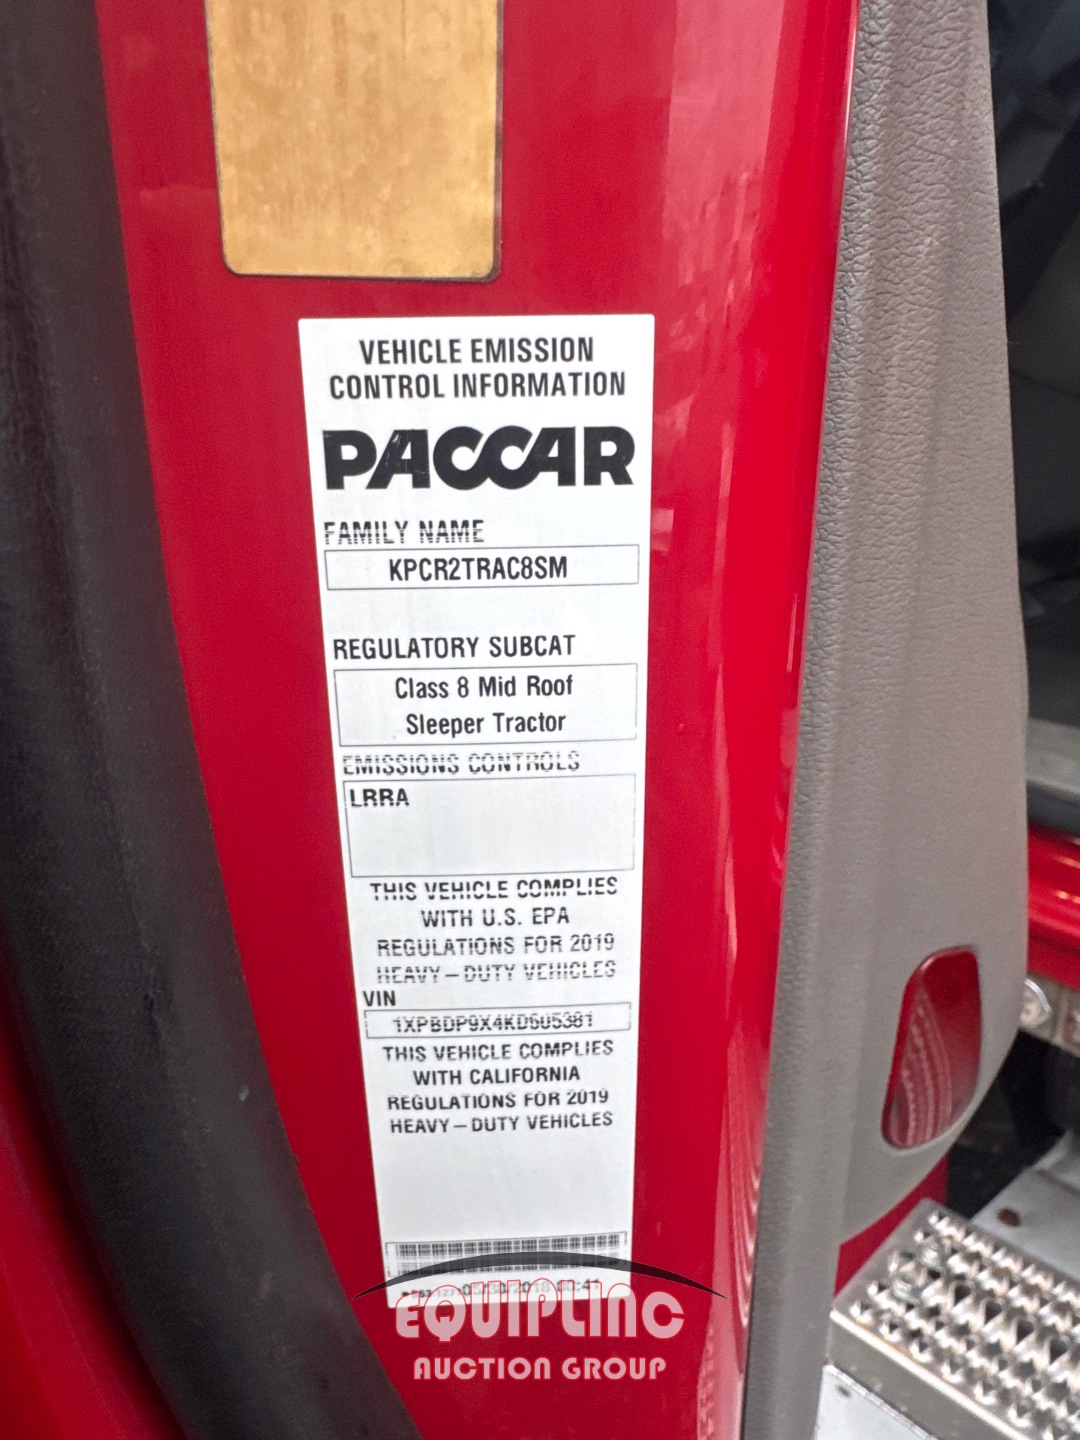 VEHICLE EMISSION
CONTROL INFORMATION
PACCAR
FAMILY NAME
KPCR2TRAC8SM
REGULATORY SUBCAT
Class 8 Mid Roof
Sleeper Tractor
EMISSIONS CONTROLS
LRRA
THIS VEHICLE COMPLIES
WITH U.S. EPA
REGULATIONS FOR 2019
HEAVY-DUTY VEHICLES
VIN
1XPBDP9X4KD605381
THIS VEHICLE COMPLIES
WITH CALIFORNIA
REGULATIONS FOR 2019
HEAVY-DUTY VEHICLES
EQUIPLINC
AUCTION GROUP